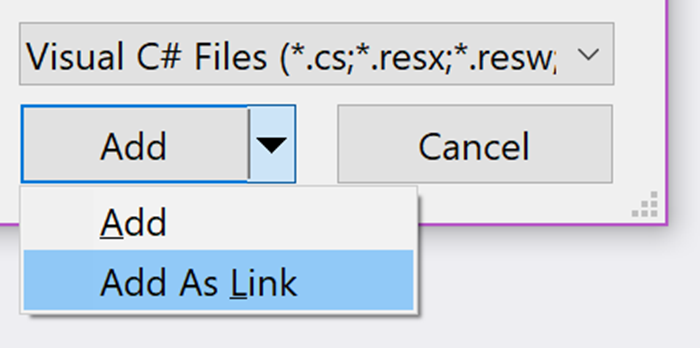 Visual C# Files (*.cs;*.resx;*.resw;
Add
Cancel
Add
Add As Link